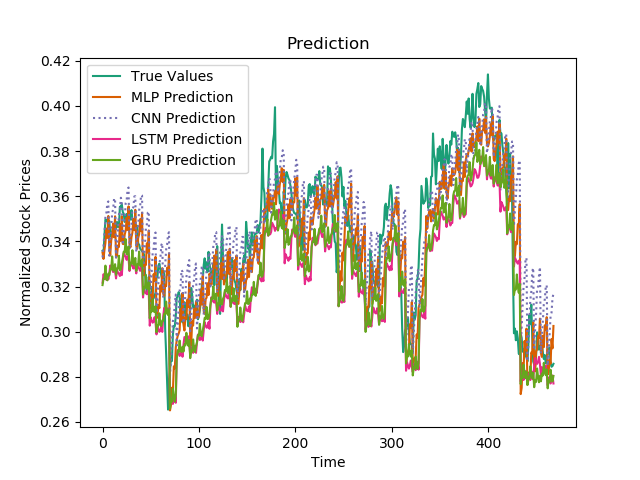 Prediction
Normalized Stock Prices
0.42
0.40
0.38
0.36
0.34
0.32
0.30
0.28
0.26
True Values
MLP Prediction
CNN Prediction
LSTM Prediction
GRU Prediction
0 100 200 300 400
Time